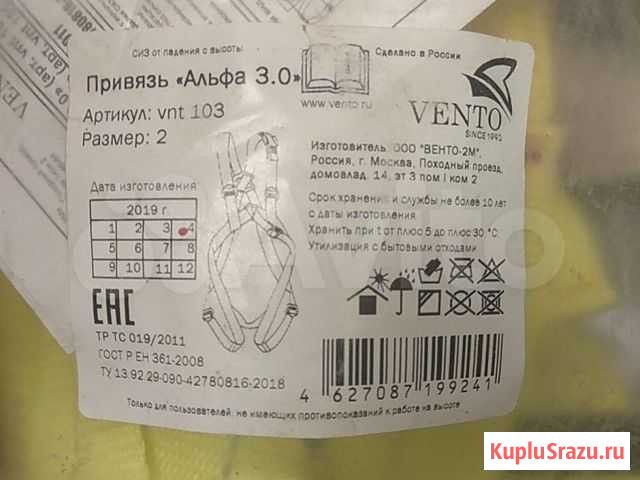 СИЗ от падения с высоты
Сделано в России
Привязь «Альфа 3.0»
www.vento.ru
Артикул: vnt 103
Размер: 2
VENTO
SINCE 1992
Изготовитель: ООО "ВЕНТО-2М",
Россия, г. Москва, Походный проезд,
домовлад. 14, эт 3 пом I ком 2
Дата изготовления
2019 г.
1 2 3 4
5 6 7 8
9 10 11 12
Срок хранения и службы не более 10 лет
с даты изготовления.
Хранить при t от плюс 5 до плюс 30 °C.
Утилизация с бытовыми отходами
EAC
ТР ТС 019/2011
ГОСТ Р ЕН 361-2008
ТУ 13.92.29-090-42780816-2018
4 627087 199241
Только для пользователей, не имеющих противопоказаний к работе на высоте
Avito
KupluSrazu.ru